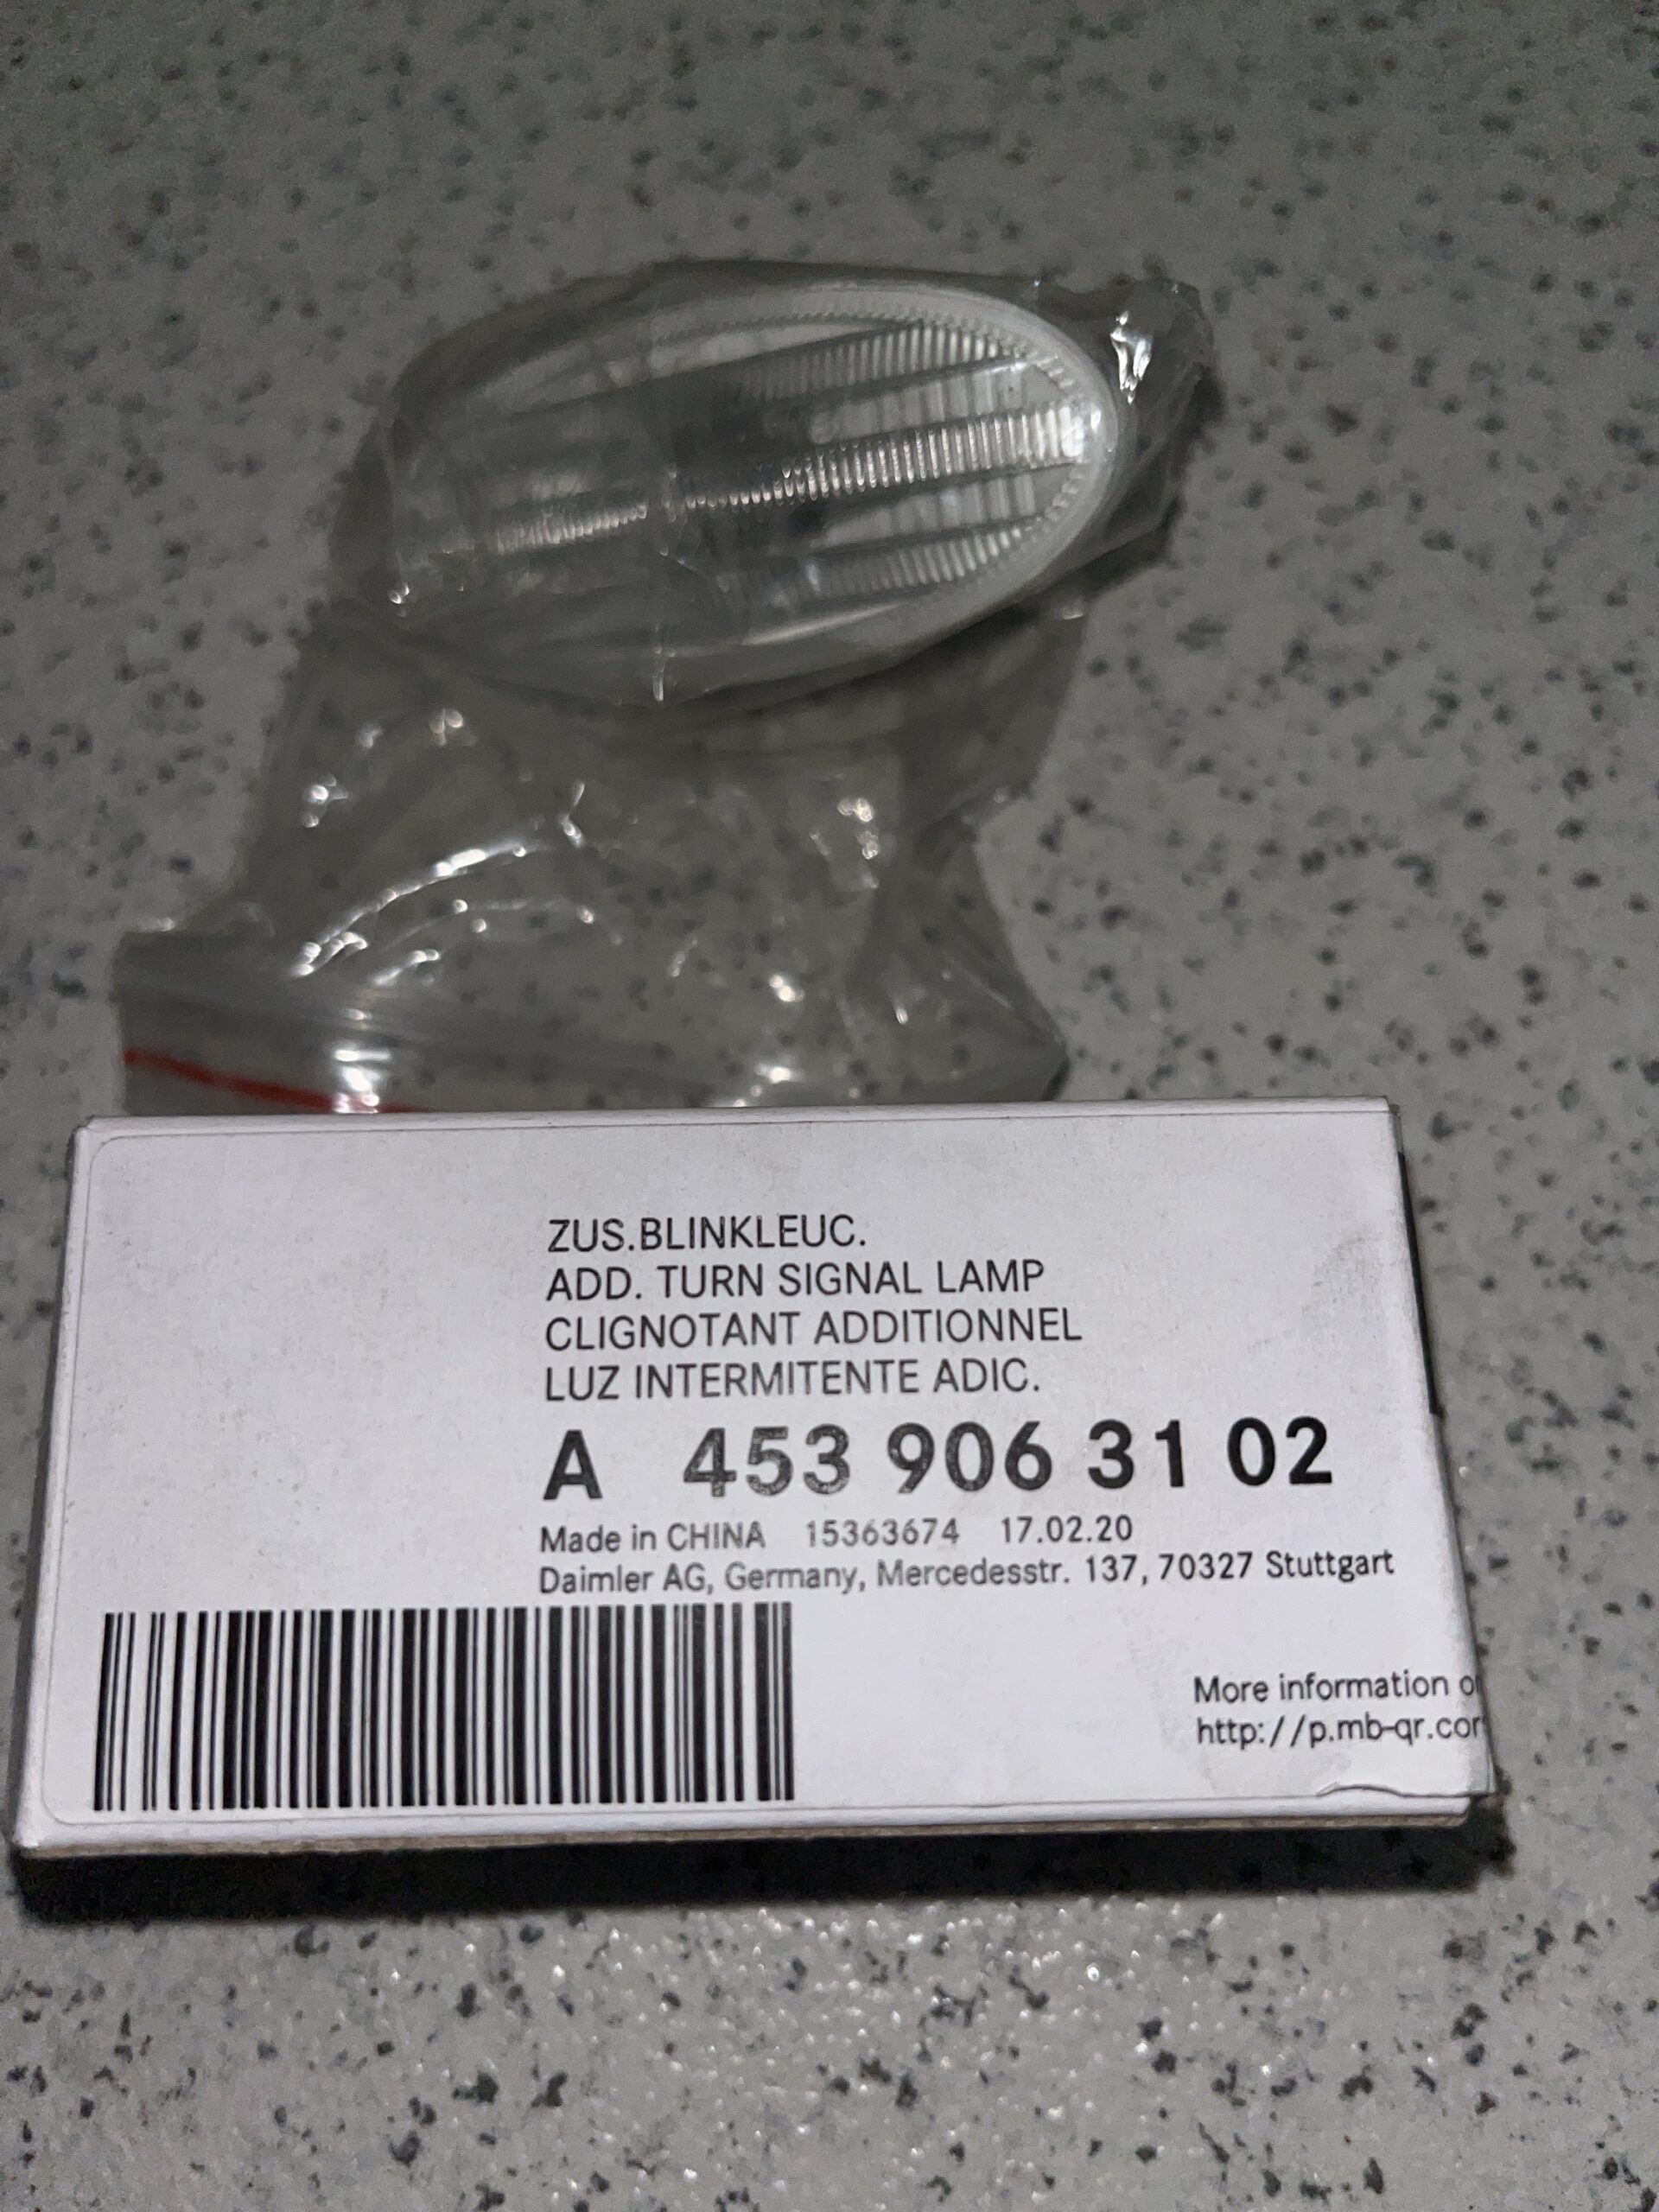 ZUS.BLINKLEUC.
ADD. TURN SIGNAL LAMP
CLIGNOTANT ADDITIONNEL
LUZ INTERMITENTE ADIC.
A 453 906 31 02
Made in CHINA 15363674 17.02.20
Daimler AG, Germany, Mercedesstr. 137, 70327 Stuttgart
More information
http://p.mb-qr.co